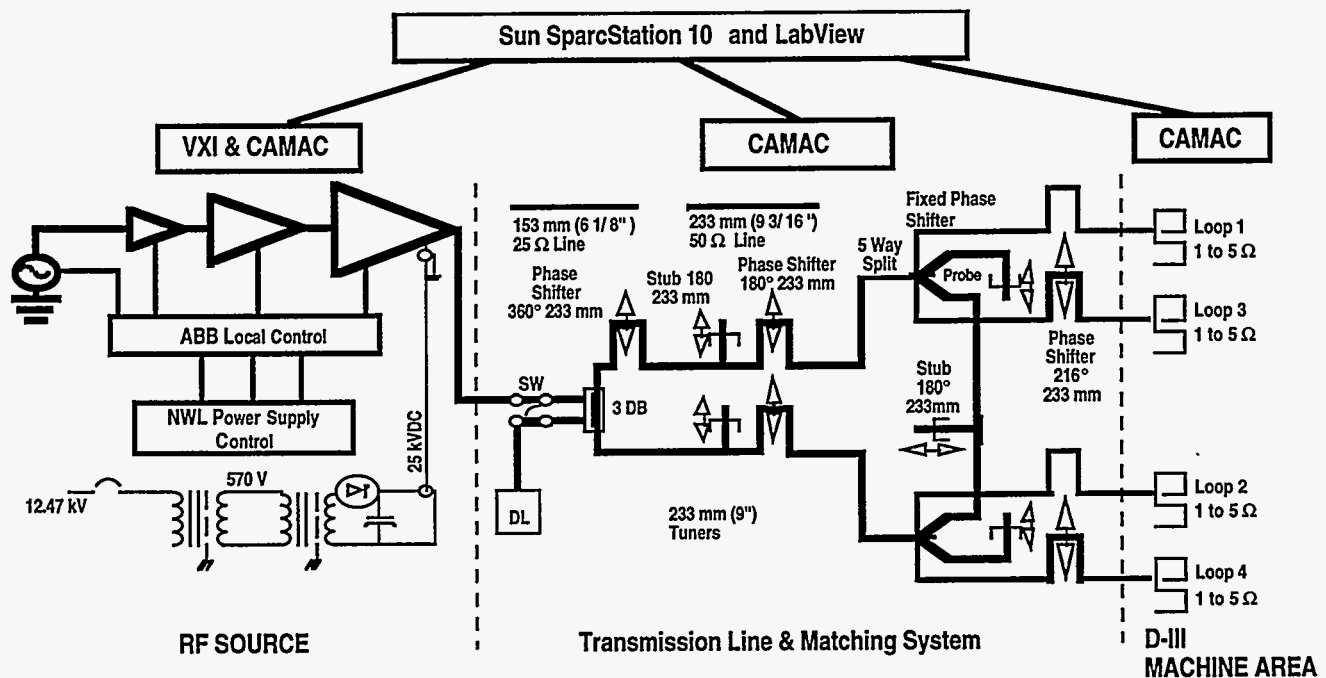 Sun SparcStation 10 and LabView
VXI & CAMAC
CAMAC
CAMAC
153 mm (6 1/8")
25 Ω Line
233 mm (9 3/16 ")
50 Ω Line
Fixed Phase
Shifter
5 Way
Split
Probe
Loop 1
1 to 5 Ω
Phase
Shifter
360° 233 mm
Stub 180
233 mm
Phase Shifter
180° 233 mm
Loop 3
1 to 5 Ω
ABB Local Control
Phase
Shifter
216°
233 mm
Stub
180°
233mm
SW
3 DB
NWL Power Supply
Control
25 kVDC
12.47 kV
570 V
DL
233 mm (9")
Tuners
Loop 2
1 to 5 Ω
Loop 4
1 to 5 Ω
RF SOURCE
Transmission Line & Matching System
D-III
MACHINE AREA